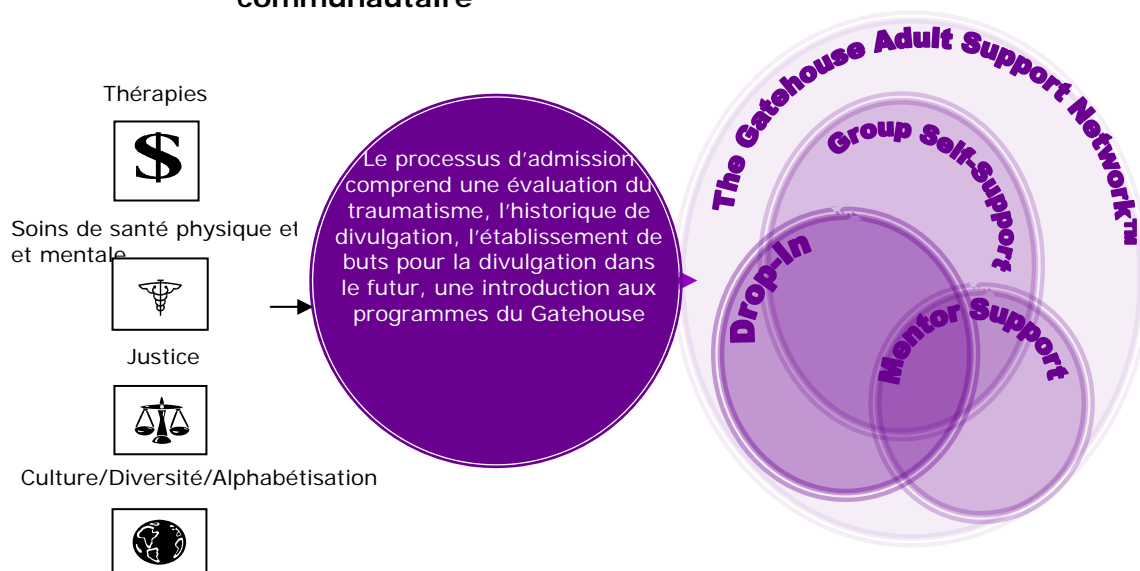 communautaire
Thérapies
$
Soins de santé physique et
et mentale
Justice
Culture/Diversité/Alphabétisation
Le processus d'admission
comprend une évaluation du
traumatisme, l'historique de
divulgation, l'établissement de
buts pour la divulgation dans
le futur, une introduction aux
programmes du Gatehouse
The Gatehouse Adult Support Network™
Group Self-Support
Drop-In
Mentor Support